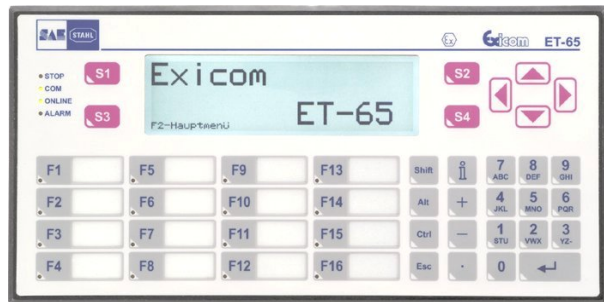 SAE STAHL Ex Exicom ET-65
STOP S1 Exicom S2
COM
ONLINE
ALARM S3 ET-65 S4
F2-Hauptmenü
F1 F5 F9 F13 Shift i 7 ABC 8 DEF 9 GHI
F2 F6 F10 F14 Alt + 4 JKL 5 MNO 6 PQR
F3 F7 F11 F15 Ctrl - 1 STU 2 VWX 3 YZ-
F4 F8 F12 F16 Esc . 0